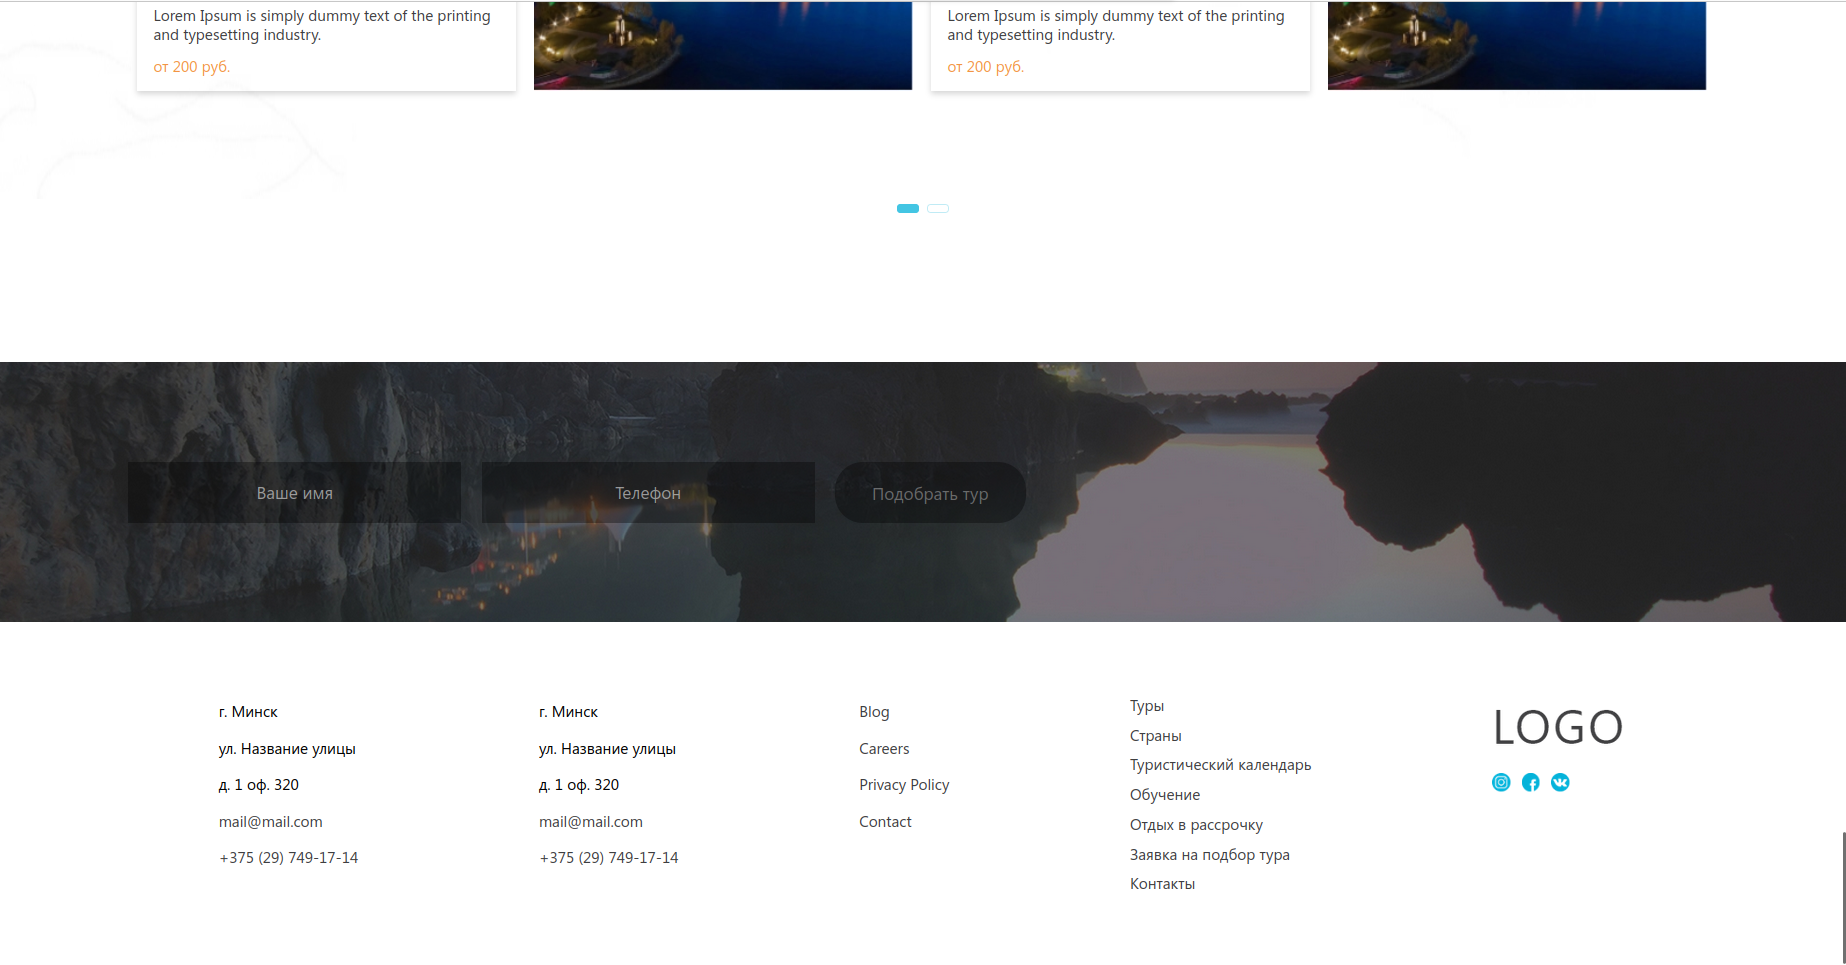 Lorem Ipsum is simply dummy text of the printing
and typesetting industry.
от 200 руб.
Lorem Ipsum is simply dummy text of the printing
and typesetting industry.
от 200 руб.
Ваше имя
Телефон
Подобрать тур
г. Минск
ул. Название улицы
д. 1 оф. 320
mail@mail.com
+375 (29) 749-17-14
г. Минск
ул. Название улицы
д. 1 оф. 320
mail@mail.com
+375 (29) 749-17-14
Blog
Careers
Privacy Policy
Contact
Туры
Страны
Туристический календарь
Обучение
Отдых в рассрочку
Заявка на подбор тура
Контакты
LOGO